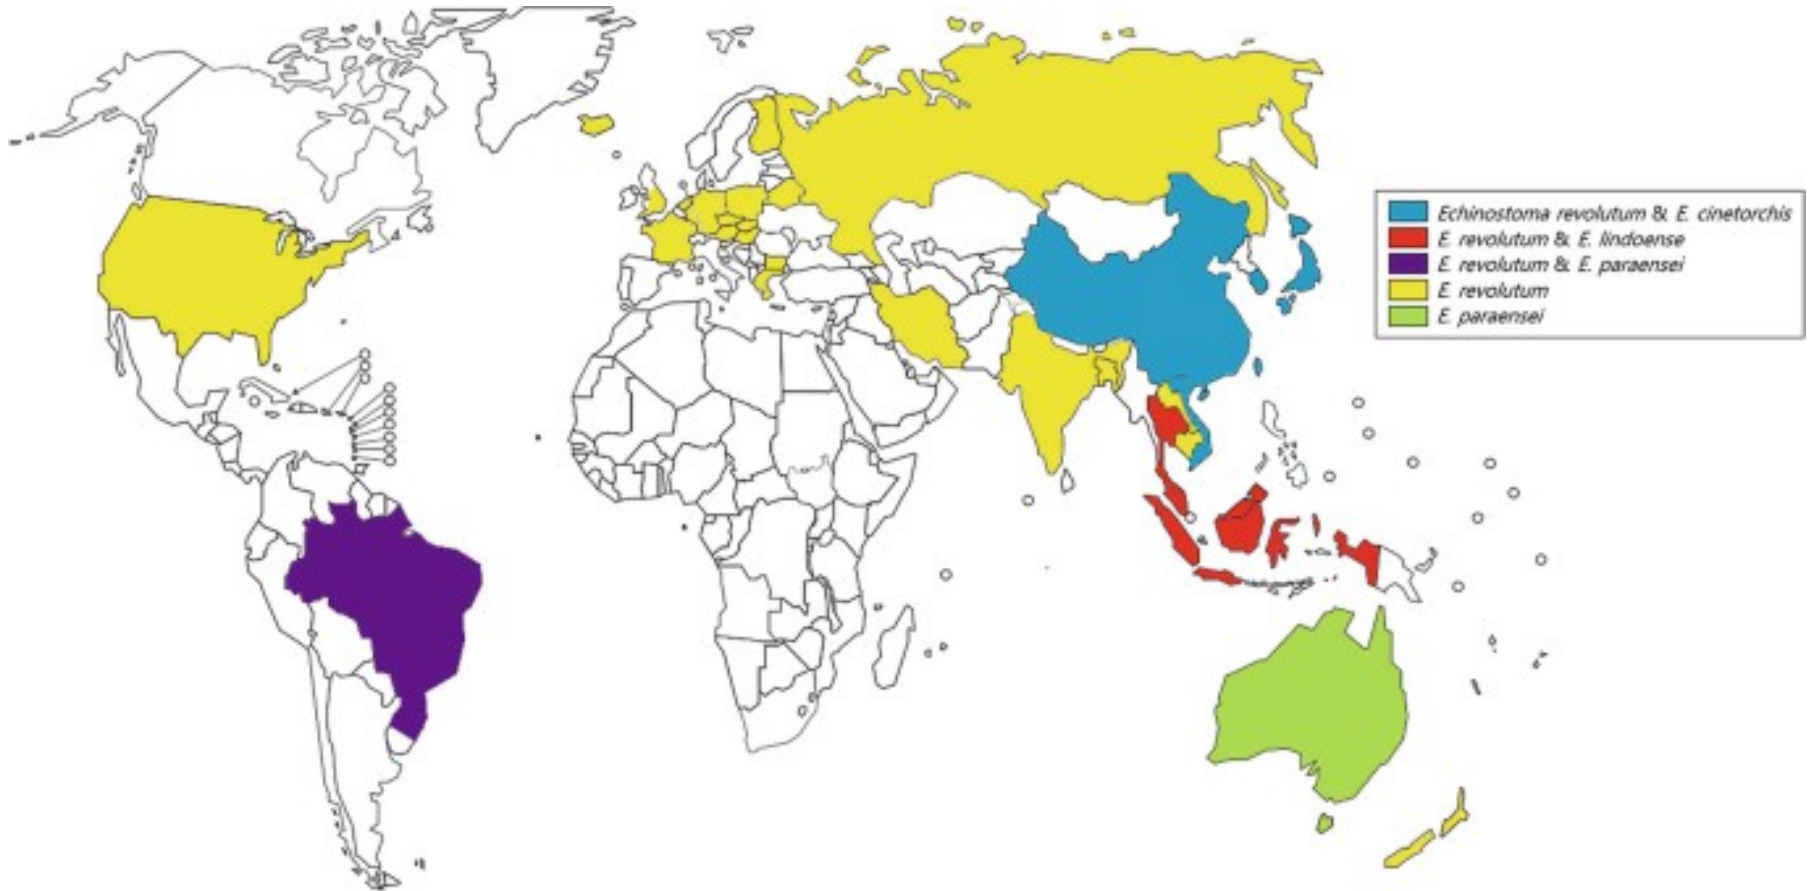 Echinostoma revolutum & E. cinetorchis
E. revolutum & E. lindoense
E. revolutum & E. paraensei
E. revolutum
E. paraensei